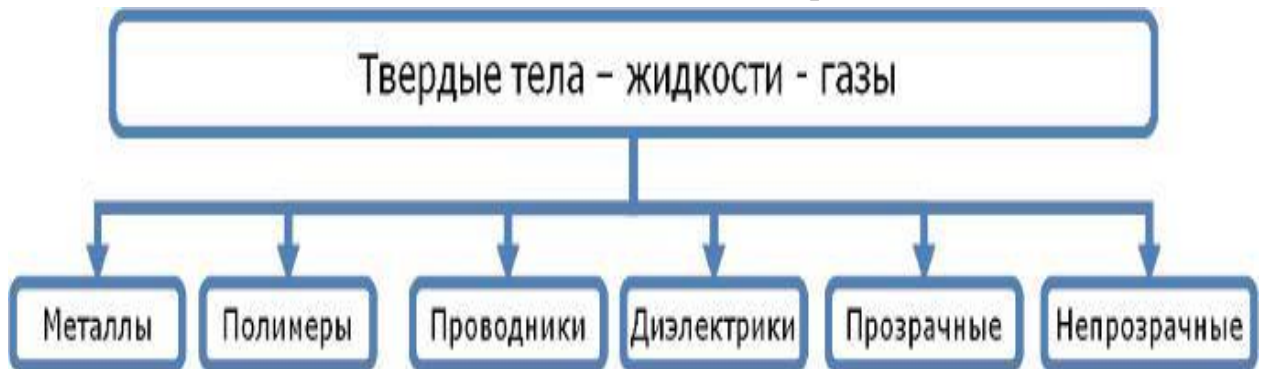 Твердые тела – жидкости - газы
Металлы
Полимеры
Проводники
Диэлектрики
Прозрачные
Непрозрачные